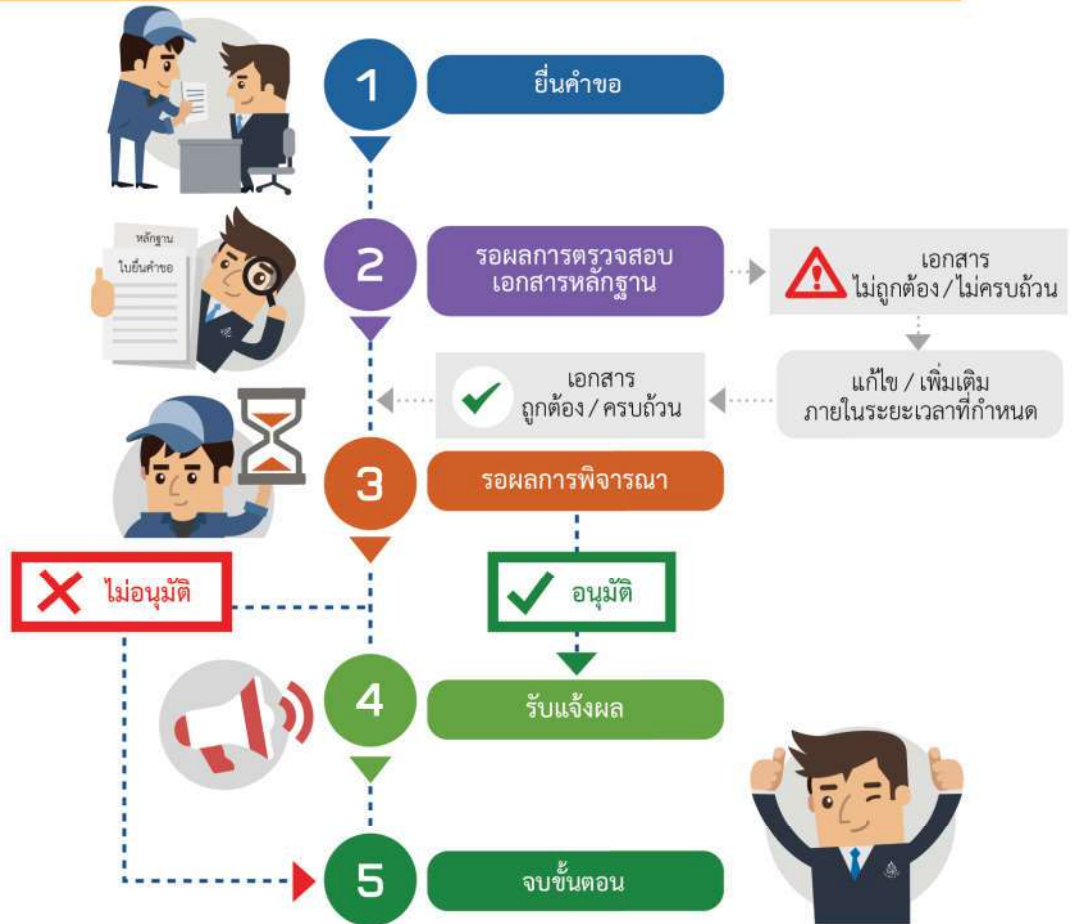 1
ยื่นคำขอ
หลักฐาน
ใบยื่นคำขอ
2
รอผลการตรวจสอบ
เอกสารหลักฐาน
เอกสาร
ไม่ถูกต้อง / ไม่ครบถ้วน
แก้ไข / เพิ่มเติม
ภายในระยะเวลาที่กำหนด
เอกสาร
ถูกต้อง / ครบถ้วน
3
รอผลการพิจารณา
ไม่อนุมัติ
อนุมัติ
4
รับแจ้งผล
5
จบขั้นตอน